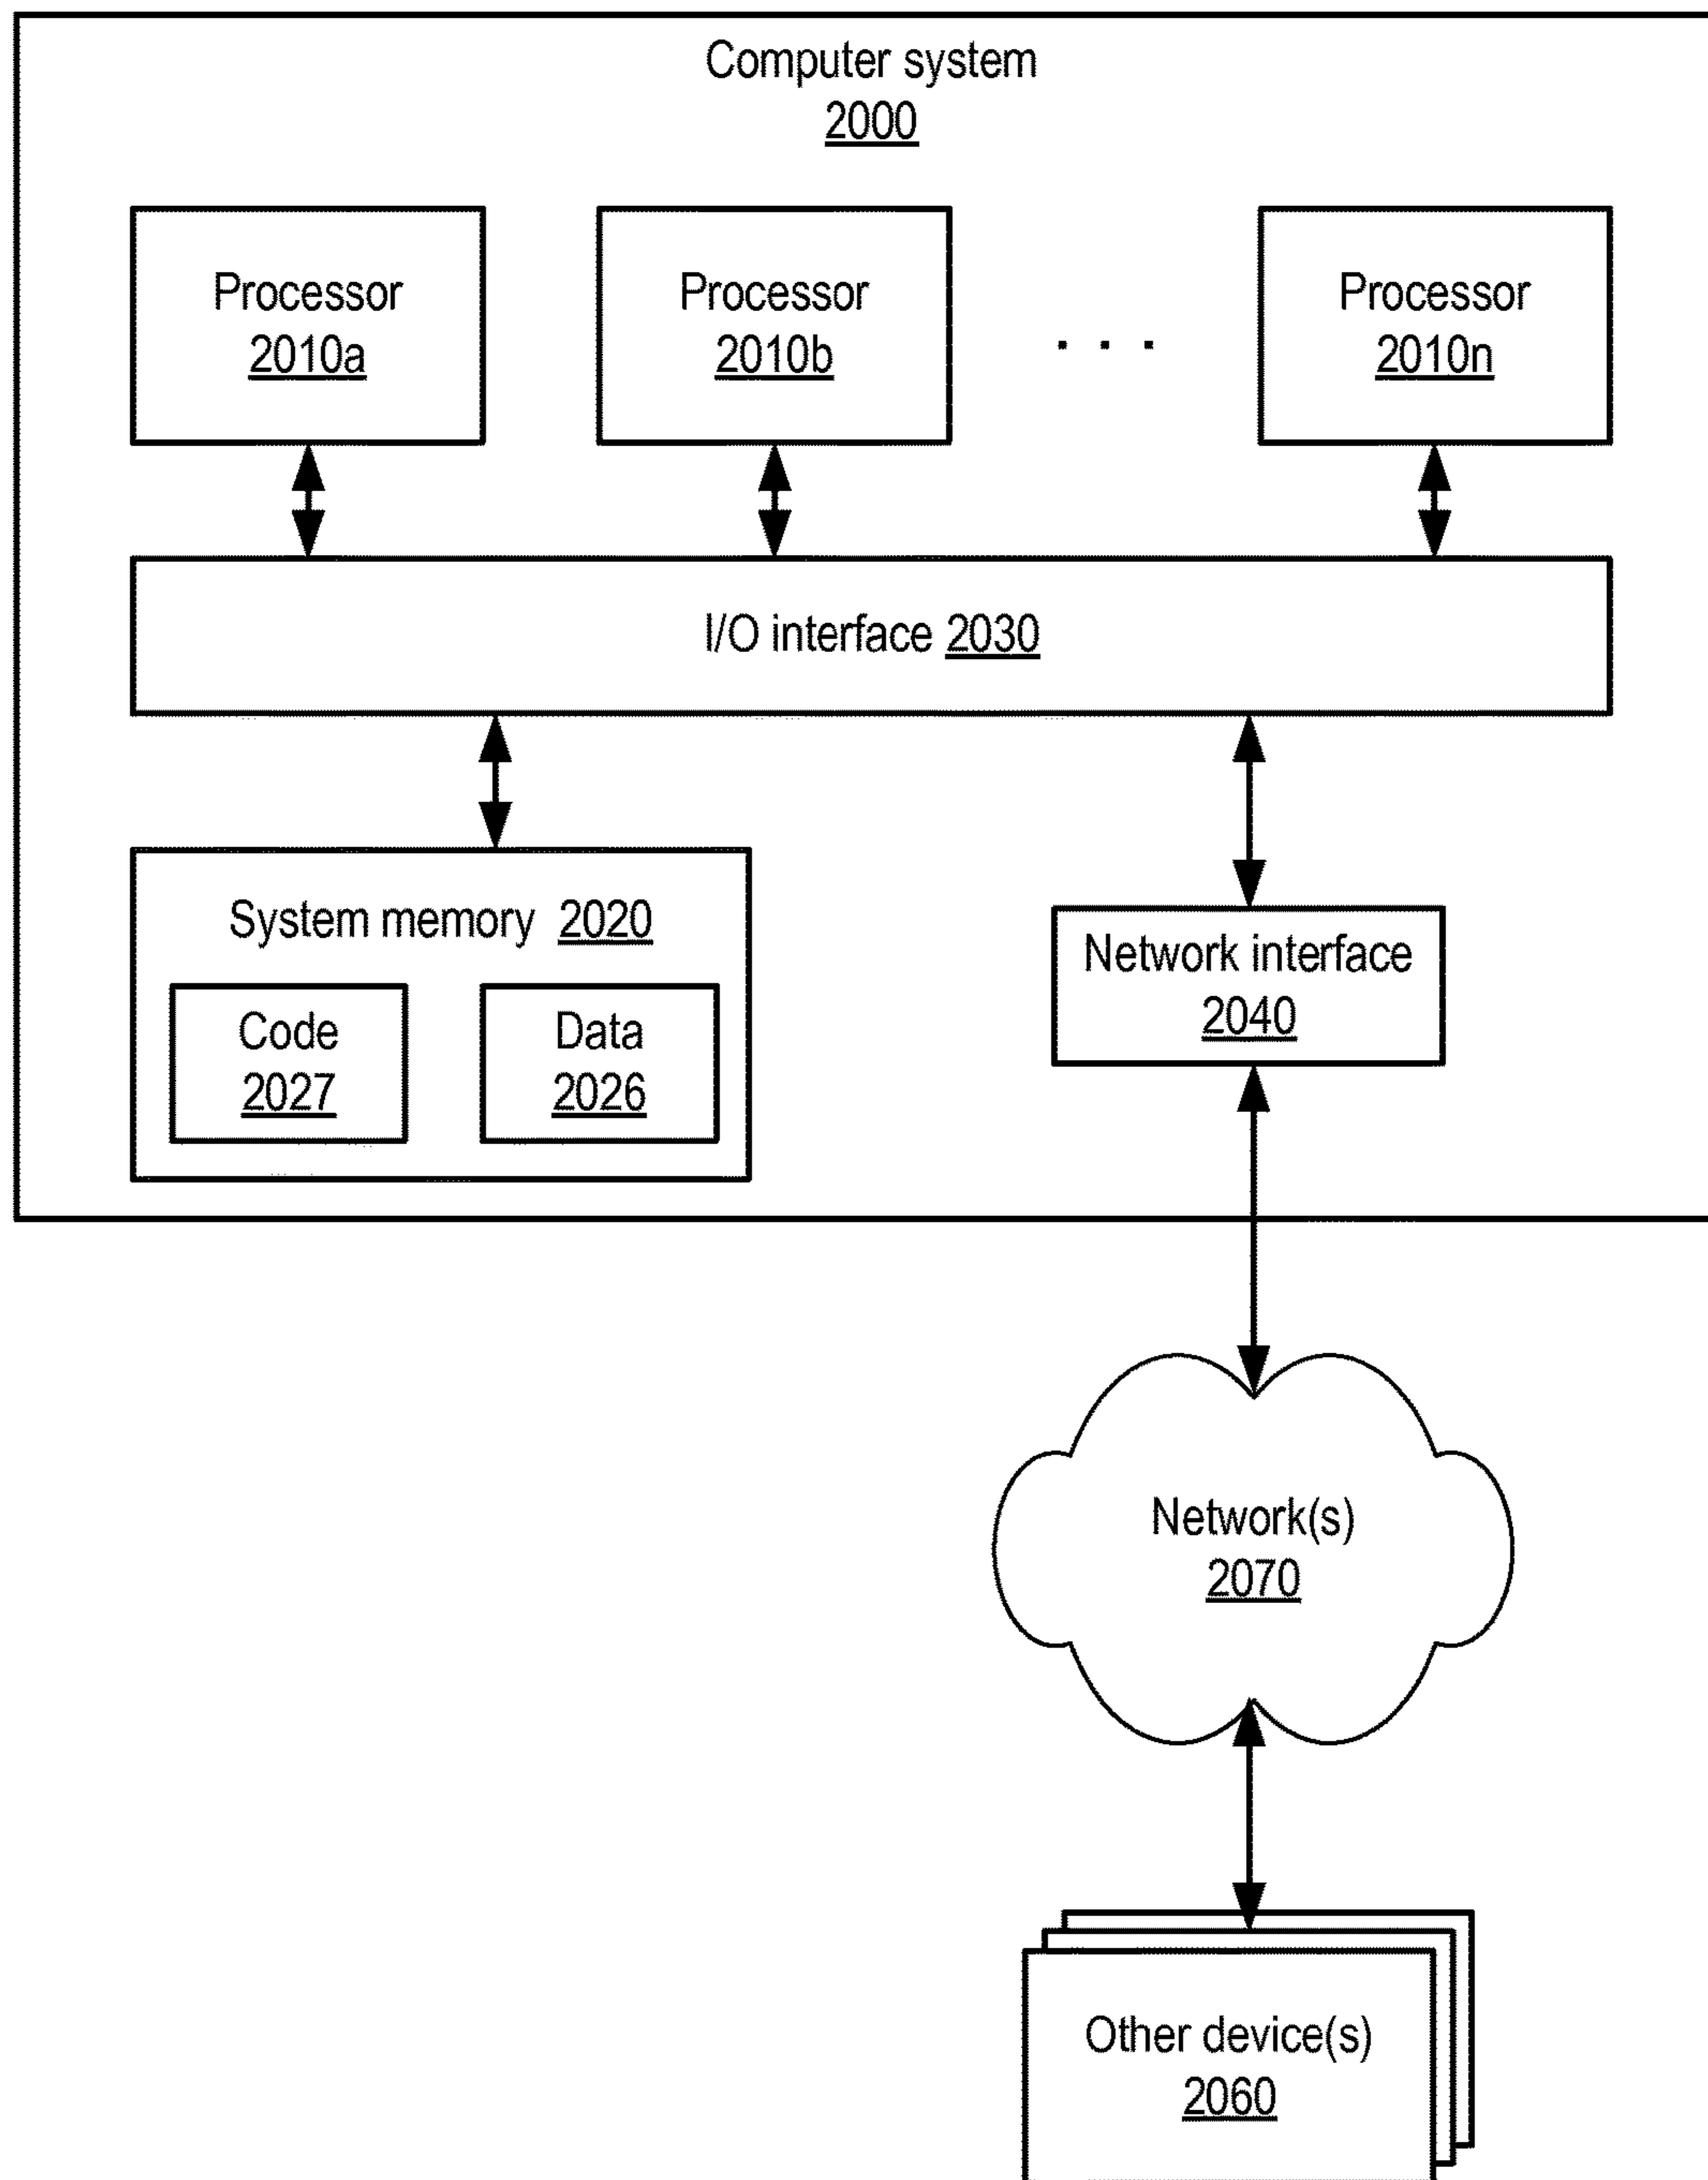 Computer system
2000
Processor
2010a
Processor
2010b
. . .
Processor
2010n
I/O interface 2030
System memory 2020
Code
2027
Data
2026
Network interface
2040
Network(s)
2070
Other device(s)
2060